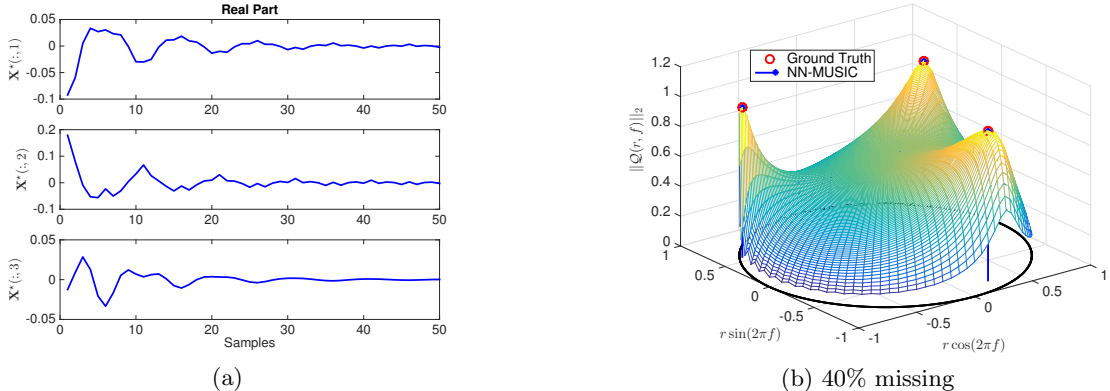 Real Part
0.05
0
-0.05
-0.1
X*(:, 1)
0 10 20 30 40 50
0.2
0.1
0
-0.1
X*(:, 2)
0 10 20 30 40 50
0.05
0
-0.05
X*(:, 3)
0 10 20 30 40 50
Samples
(a)
Ground Truth
NN-MUSIC
1.2
1
0.8
0.6
0.4
0.2
0
||Q(r, f)||₂
1
0.5
0
-0.5
-1
r sin(2πf)
-1
-0.5
0
0.5
1
r cos(2πf)
(b) 40% missing